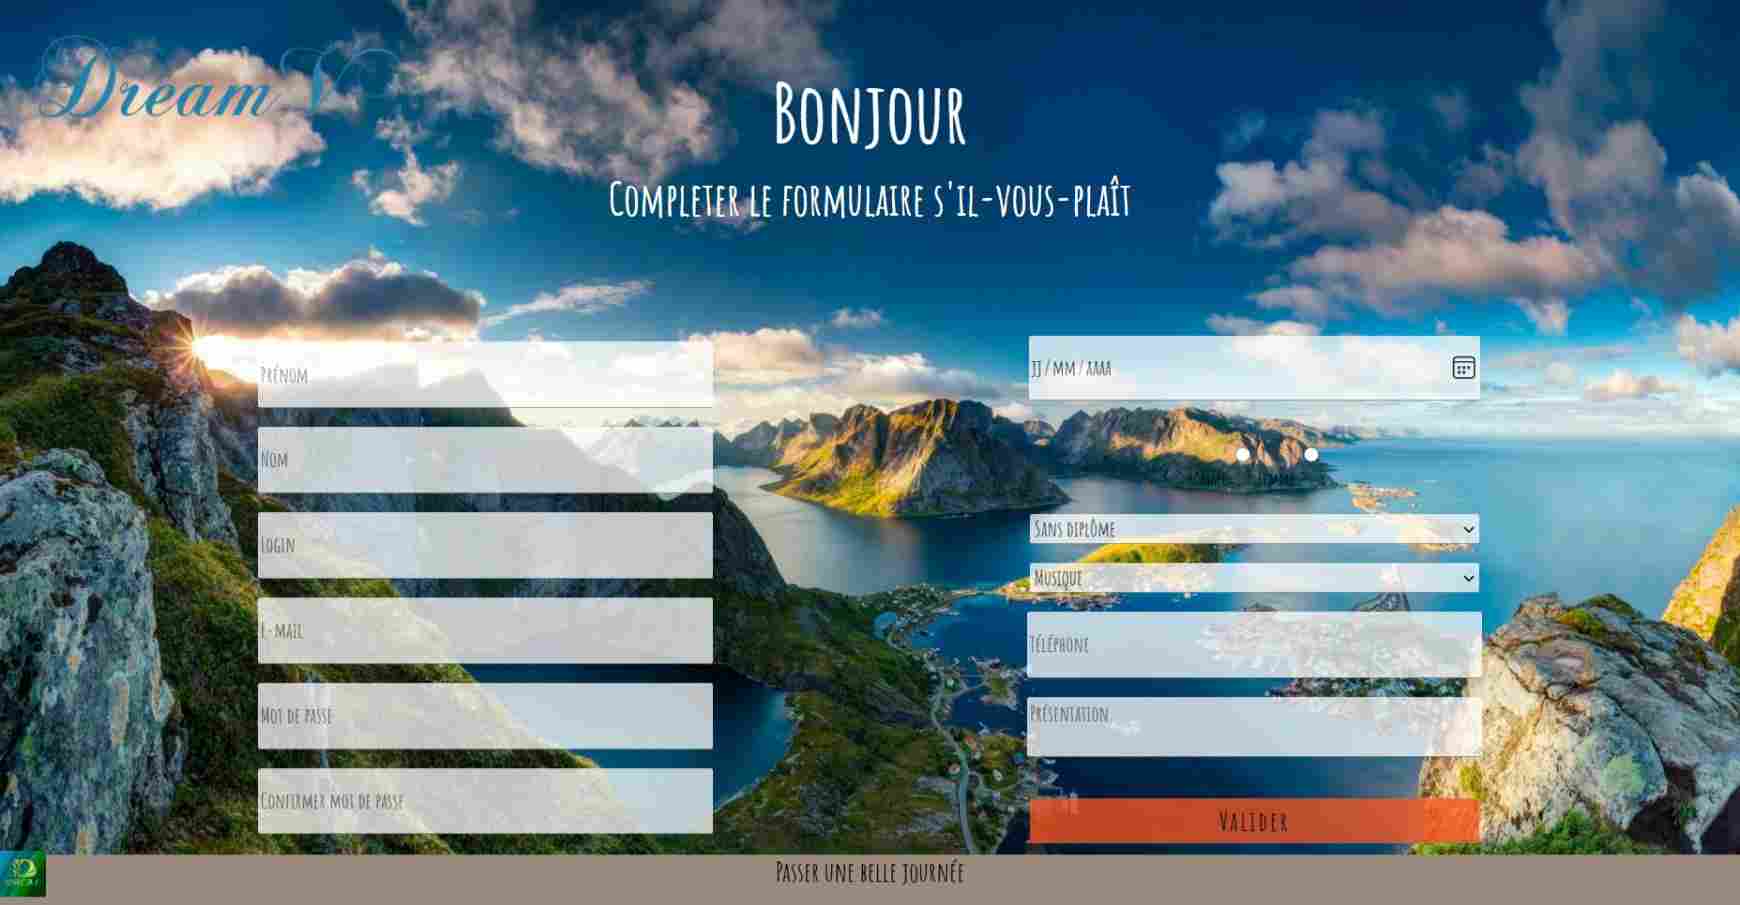 Dream
Bonjour
Completer le formulaire s'il-vous-plaît
Prénom
Nom
Login
E-mail
Mot de passe
Confirmer mot de passe
jj/mm/aaaa
Sans diplôme
Musique
Téléphone
Présentation
Valider
Passer une belle journée